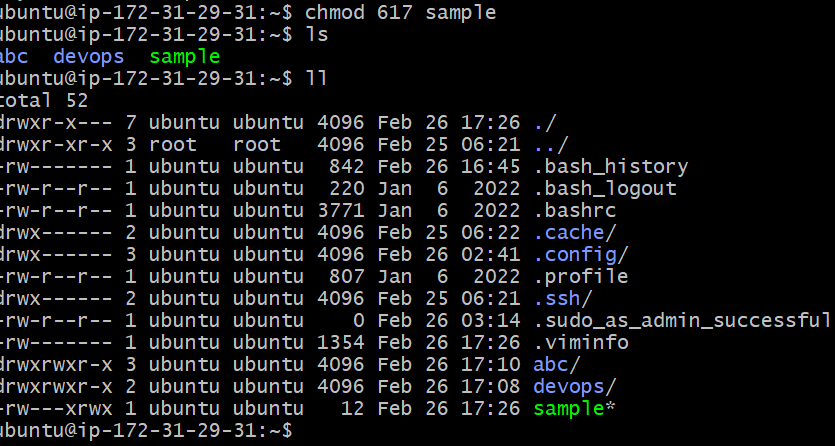 ubuntu@ip-172-31-29-31:~$ chmod 617 sample
ubuntu@ip-172-31-29-31:~$ ls
abc  devops  sample
ubuntu@ip-172-31-29-31:~$ ll
total 52
drwxr-x--- 7 ubuntu ubuntu 4096 Feb 26 17:26 ./
drwxr-xr-x 3 root   root   4096 Feb 25 06:21 ../
-rw------- 1 ubuntu ubuntu  842 Feb 26 16:45 .bash_history
-rw-r--r-- 1 ubuntu ubuntu  220 Jan  6  2022 .bash_logout
-rw-r--r-- 1 ubuntu ubuntu 3771 Jan  6  2022 .bashrc
drwx------ 2 ubuntu ubuntu 4096 Feb 25 06:22 .cache/
drwx------ 3 ubuntu ubuntu 4096 Feb 26 02:41 .config/
-rw-r--r-- 1 ubuntu ubuntu  807 Jan  6  2022 .profile
drwx------ 2 ubuntu ubuntu 4096 Feb 25 06:21 .ssh/
-rw-r--r-- 1 ubuntu ubuntu    0 Feb 26 03:14 .sudo_as_admin_successful
-rw------- 1 ubuntu ubuntu 1354 Feb 26 17:26 .viminfo
drwxrwxr-x 3 ubuntu ubuntu 4096 Feb 26 17:10 abc/
drwxrwxr-x 2 ubuntu ubuntu 4096 Feb 26 17:08 devops/
-rw---xrwx 1 ubuntu ubuntu   12 Feb 26 17:26 sample*
ubuntu@ip-172-31-29-31:~$